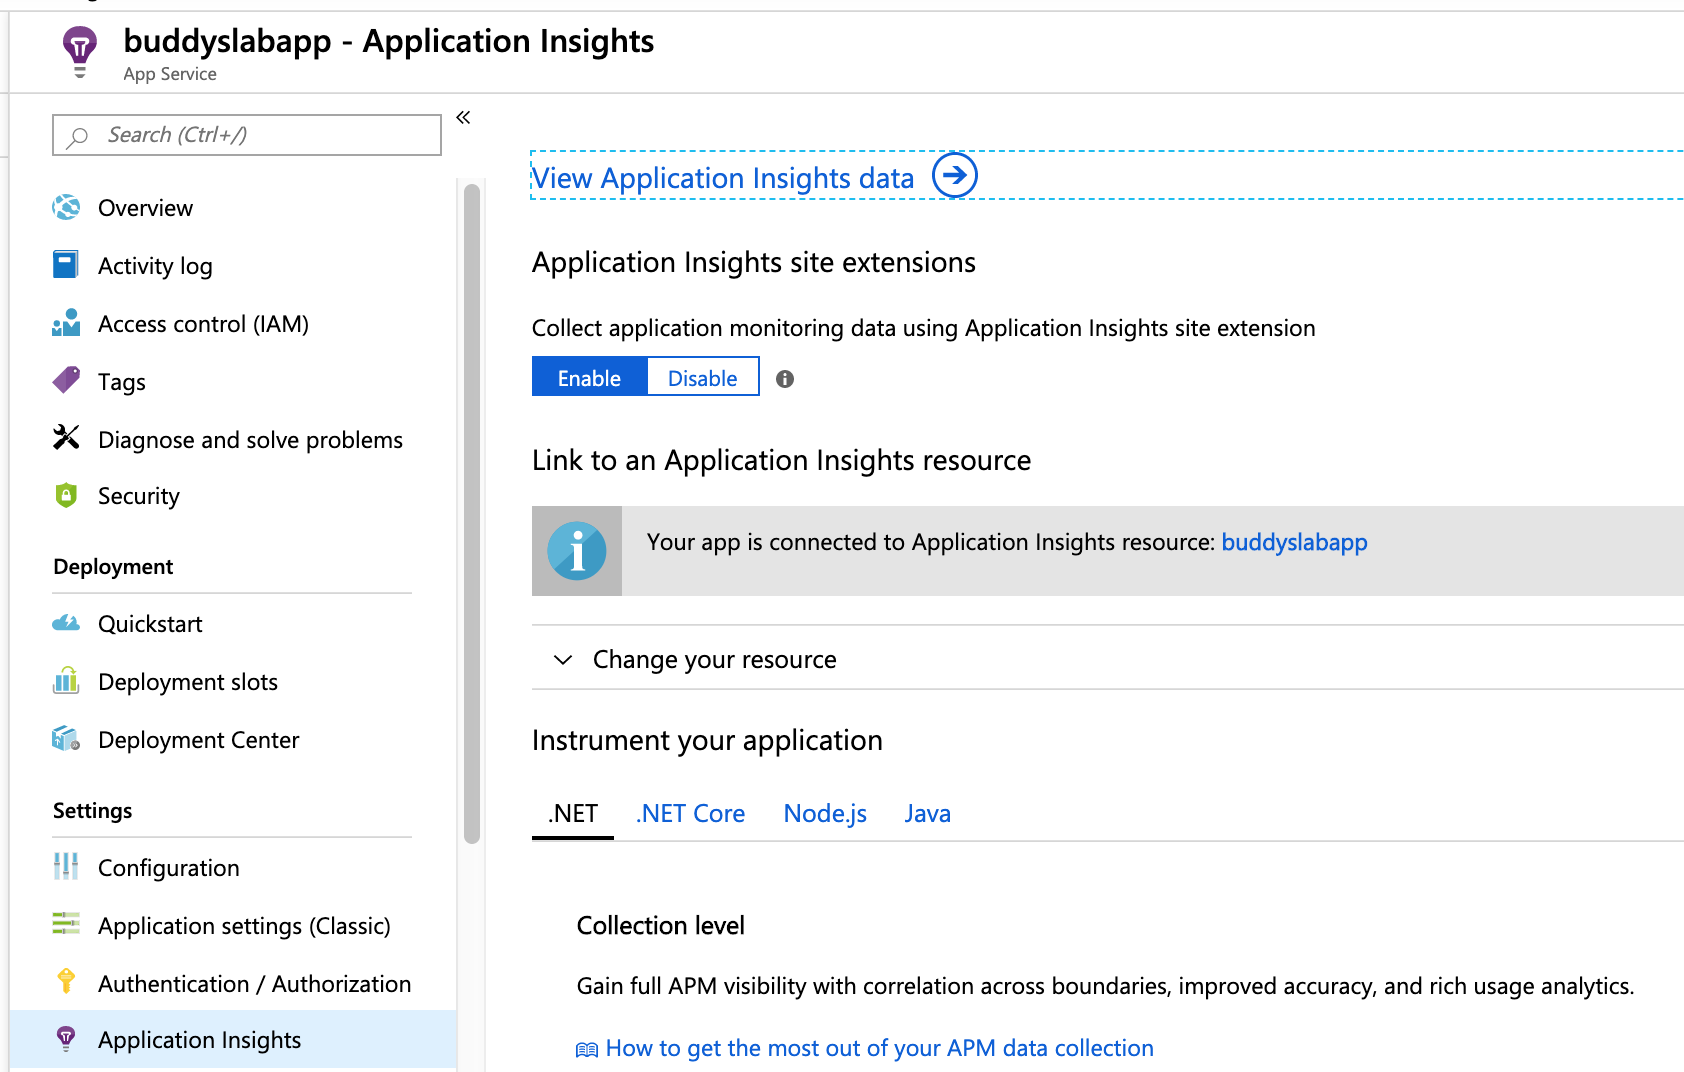 buddyslabapp - Application Insights
App Service
Search (Ctrl+/)
«
Overview
Activity log
Access control (IAM)
Tags
Diagnose and solve problems
Security
Deployment
Quickstart
Deployment slots
Deployment Center
Settings
Configuration
Application settings (Classic)
Authentication / Authorization
Application Insights
View Application Insights data
Application Insights site extensions
Collect application monitoring data using Application Insights site extension
Enable Disable
Link to an Application Insights resource
Your app is connected to Application Insights resource: buddyslabapp
Change your resource
Instrument your application
.NET .NET Core Node.js Java
Collection level
Gain full APM visibility with correlation across boundaries, improved accuracy, and rich usage analytics.
How to get the most out of your APM data collection